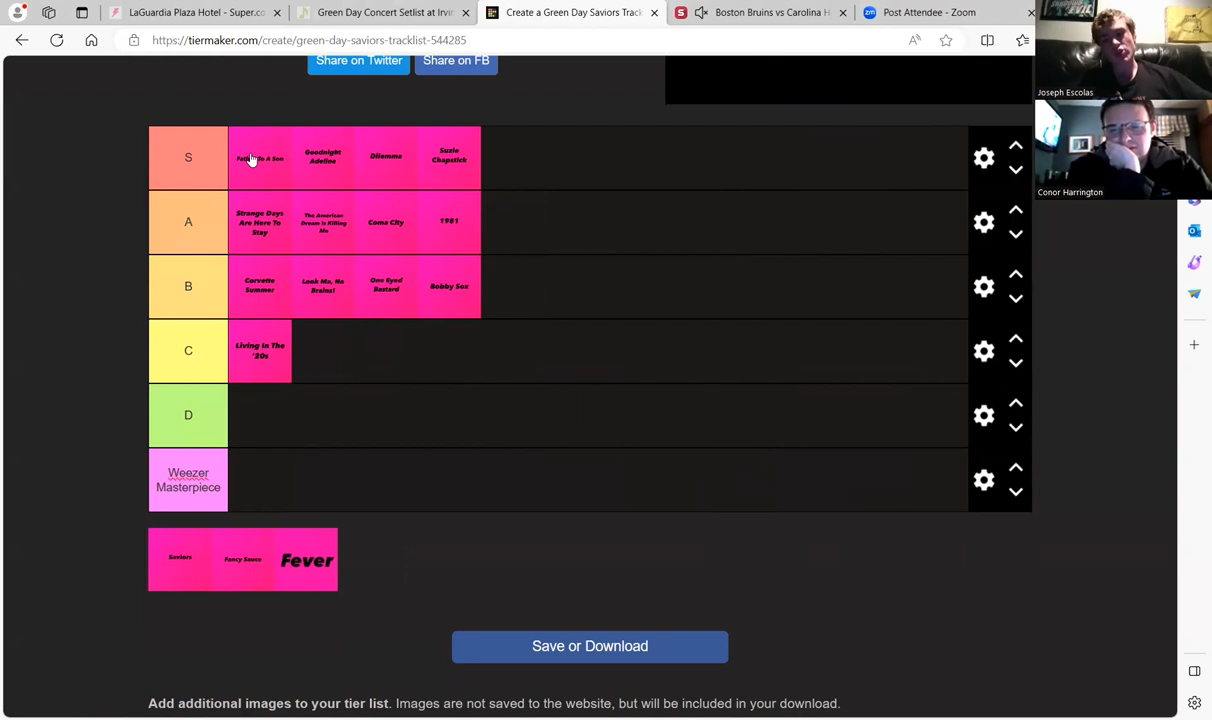 LaGuardia Plaza Hotel - Super.co
Green Day Concert Setlist at Irvin
Create a Green Day Saviors Track
Boston Bruins vs Carolina H
Post Attendee - Zoom
https://tiermaker.com/create/green-day-saviors-tracklist-544285
Share on Twitter
Share on FB
Joseph Escolas
Conor Harrington
S
To A Son
Goodnight
Adeline
Dilemma
Suzie
Chapstick
A
Strange Days
Are Here To
Stay
The American
Dream Is Killing
Me
Coma City
1981
B
Corvette
Summer
Look Ma, No
Brains!
One Eyed
Bastard
Bobby Sox
C
Living In The
'20s
D
Weezer
Masterpiece
Saviors
Fancy Sauce
Fever
Save or Download
Add additional images to your tier list. Images are not saved to the website, but will be included in your download.